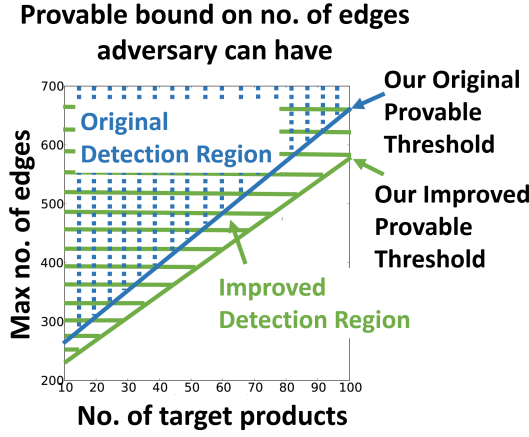 Provable bound on no. of edges
adversary can have
Max no. of edges
700
600
500
400
300
200
Original
Detection Region
Our Original
Provable
Threshold
Our Improved
Provable
Threshold
Improved
Detection Region
10 20 30 40 50 60 70 80 90 100
No. of target products